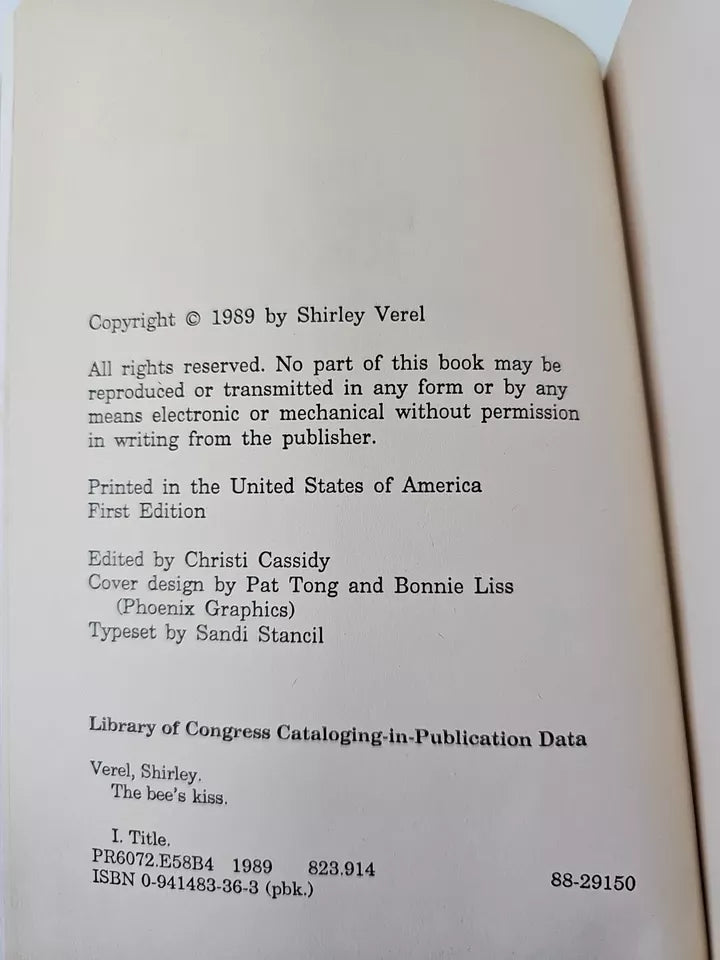 Copyright © 1989 by Shirley Verel
All rights reserved. No part of this book may be
reproduced or transmitted in any form or by any
means electronic or mechanical without permission
in writing from the publisher.
Printed in the United States of America
First Edition
Edited by Christi Cassidy
Cover design by Pat Tong and Bonnie Liss
(Phoenix Graphics)
Typeset by Sandi Stancil
Library of Congress Cataloging-in-Publication Data
Verel, Shirley.
The bee's kiss.
I. Title.
PR6072.E58B4 1989 823.914
ISBN 0-941483-36-3 (pbk.) 88-29150